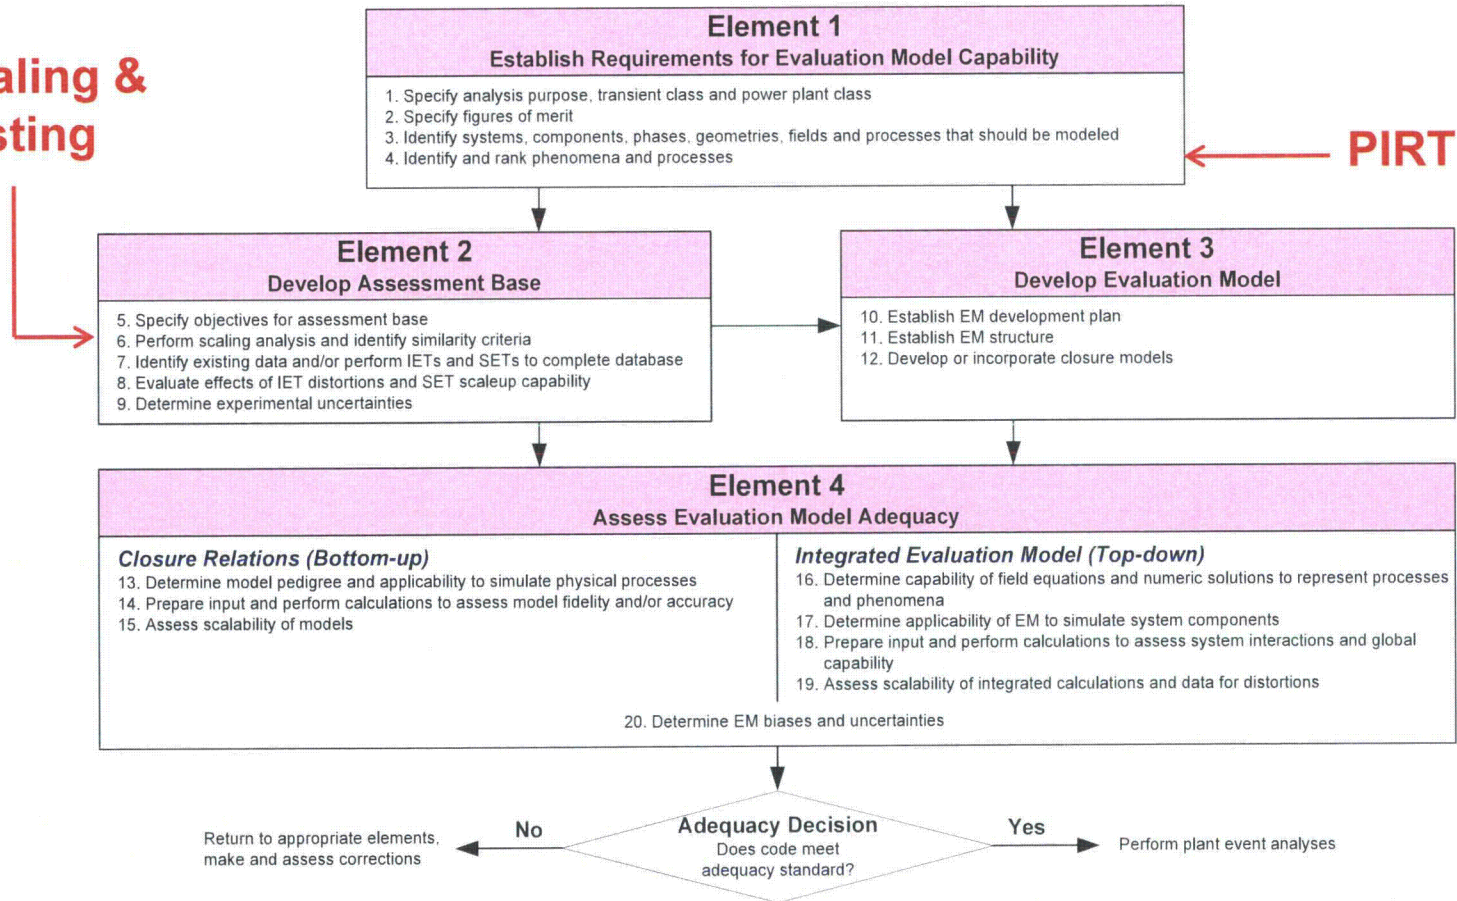 Element 1
Establish Requirements for Evaluation Model Capability
1. Specify analysis purpose, transient class and power plant class
2. Specify figures of merit
3. Identify systems, components, phases, geometries, fields and processes that should be modeled
4. Identify and rank phenomena and processes
aling &
sting
PIRT
Element 2
Develop Assessment Base
5. Specify objectives for assessment base
6. Perform scaling analysis and identify similarity criteria
7. Identify existing data and/or perform IETs and SETs to complete database
8. Evaluate effects of IET distortions and SET scaleup capability
9. Determine experimental uncertainties
Element 3
Develop Evaluation Model
10. Establish EM development plan
11. Establish EM structure
12. Develop or incorporate closure models
Element 4
Assess Evaluation Model Adequacy
Closure Relations (Bottom-up)
13. Determine model pedigree and applicability to simulate physical processes
14. Prepare input and perform calculations to assess model fidelity and/or accuracy
15. Assess scalability of models
Integrated Evaluation Model (Top-down)
16. Determine capability of field equations and numeric solutions to represent processes
and phenomena
17. Determine applicability of EM to simulate system components
18. Prepare input and perform calculations to assess system interactions and global
capability
19. Assess scalability of integrated calculations and data for distortions
20. Determine EM biases and uncertainties
Adequacy Decision
Does code meet
adequacy standard?
No
Return to appropriate elements,
make and assess corrections
Yes
Perform plant event analyses